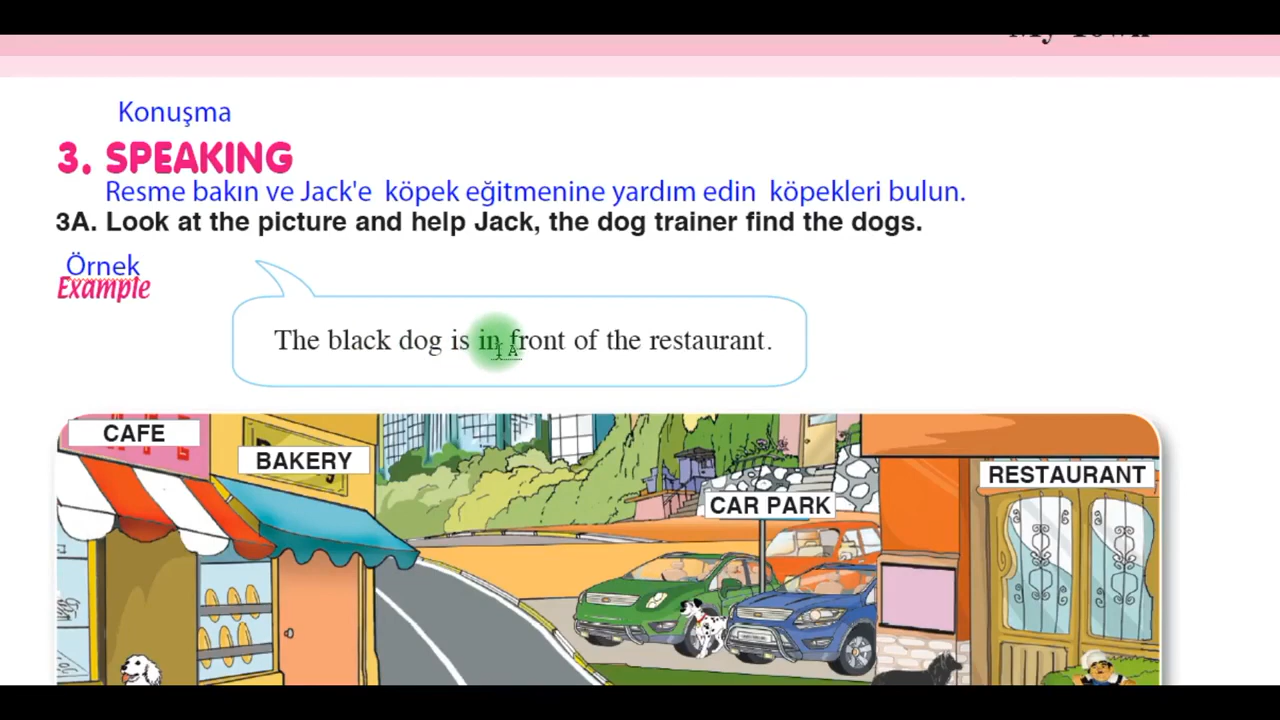 My Town
Konuşma
3. SPEAKING
Resme bakın ve Jack'e köpek eğitmenine yardım edin köpekleri bulun.
3A. Look at the picture and help Jack, the dog trainer find the dogs.
Örnek
Example
The black dog is in front of the restaurant.
CAFE
BAKERY
RESTAURANT
CAR PARK